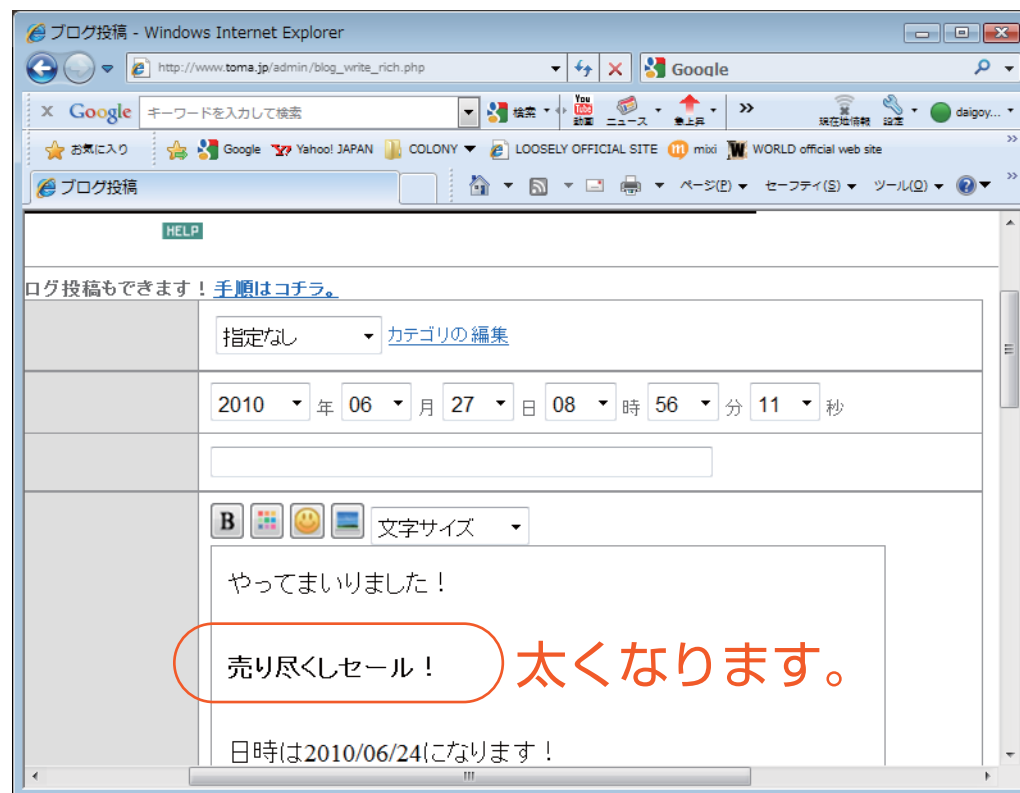 ブログ投稿 - Windows Internet Explorer
http://www.toma.jp/admin/blog_write_rich.php
Google
x Google キーワードを入力して検索 検索 You Tube 動画 ニュース 急上昇 » 現在地情報 設定 daigoy...
お気に入り Google Yahoo! JAPAN COLONY LOOSELY OFFICIAL SITE mixi WORLD official web site »
ブログ投稿 ページ(P) セーフティ(S) ツール(O) »
HELP
ログ投稿もできます！手順はコチラ。
指定なし カテゴリの編集
2010 年 06 月 27 日 08 時 56 分 11 秒
B 文字サイズ
やってまいりました！
売り尽くしセール！ 太くなります。
日時は2010/06/24になります！